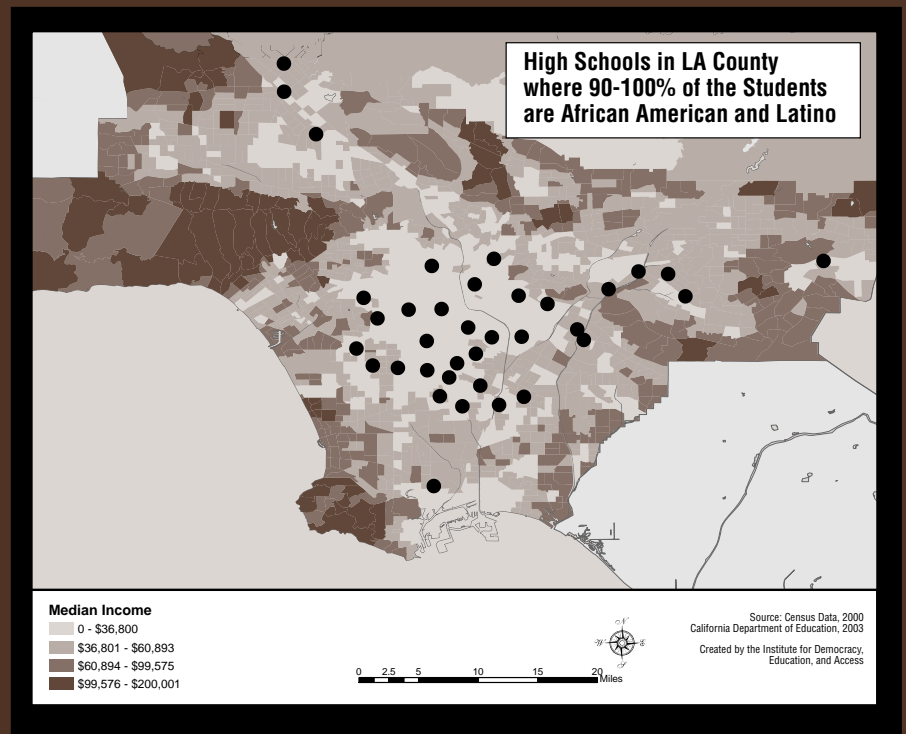 High Schools in LA County
where 90-100% of the Students
are African American and Latino
Median Income
0 - $36,800
$36,801 - $60,893
$60,894 - $99,575
$99,576 - $200,001
0 2.5 5 10 15 20
Miles
N
W E
S
Source: Census Data, 2000
California Department of Education, 2003
Created by the Institute for Democracy,
Education, and Access